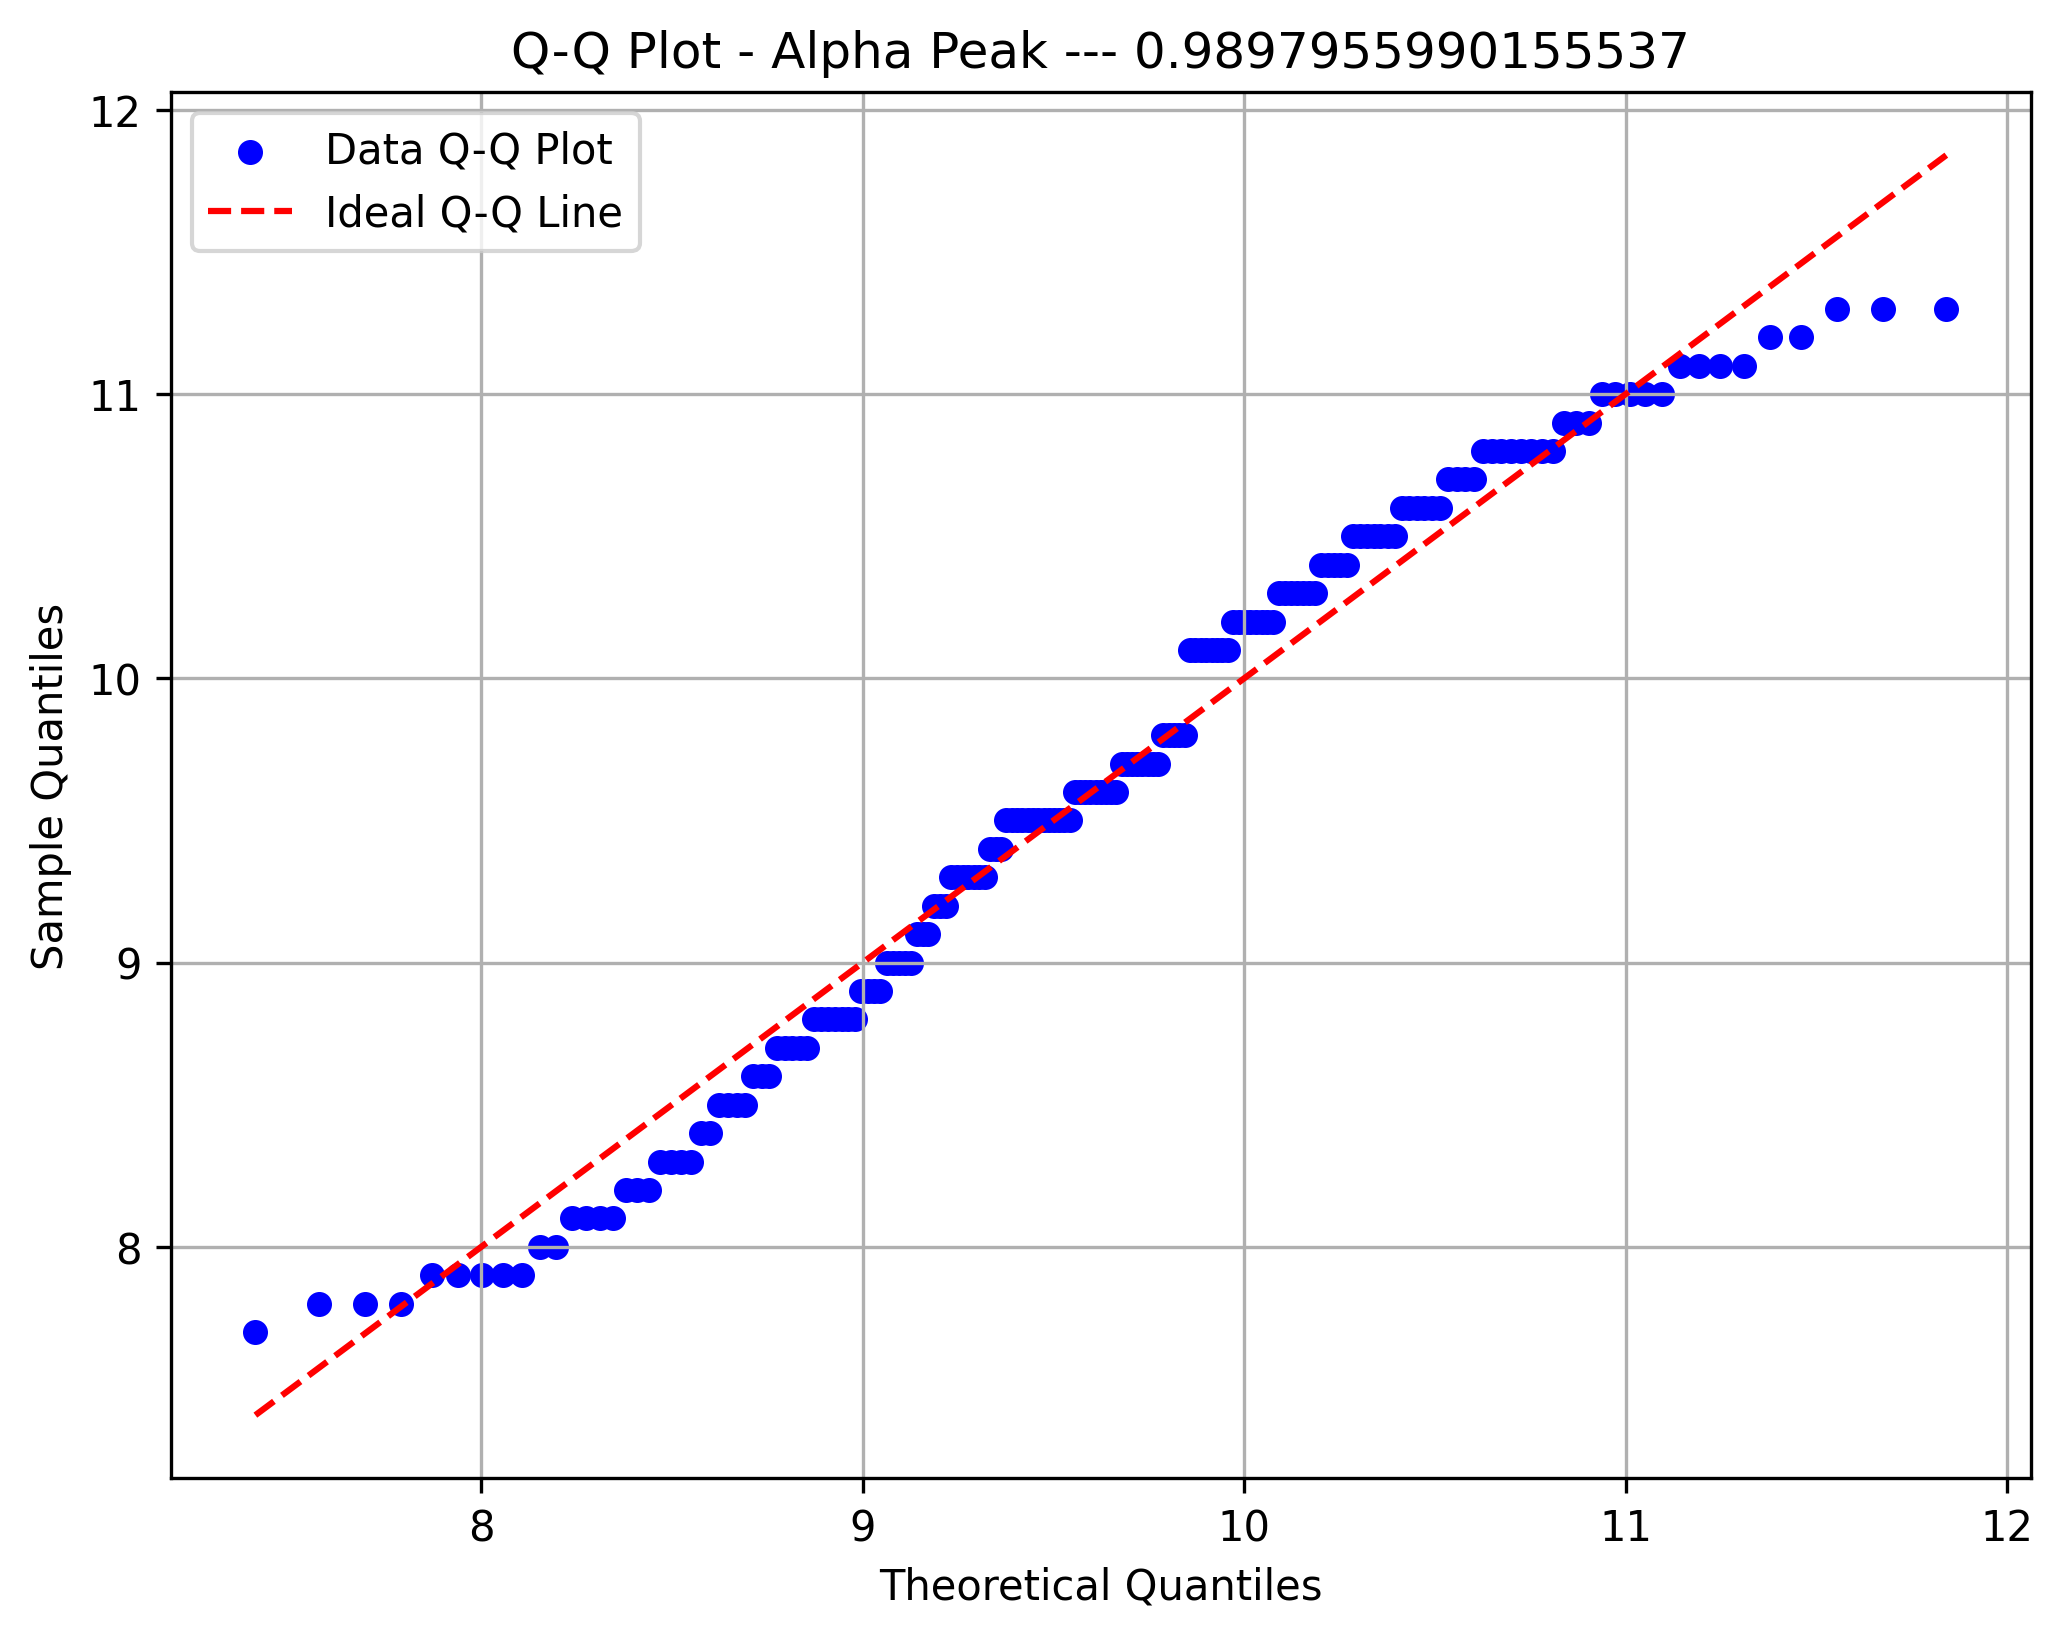 Q-Q Plot - Alpha Peak --- 0.9897955990155537
Data Q-Q Plot
Ideal Q-Q Line
12
11
10
9
8
Sample Quantiles
8 9 10 11 12
Theoretical Quantiles